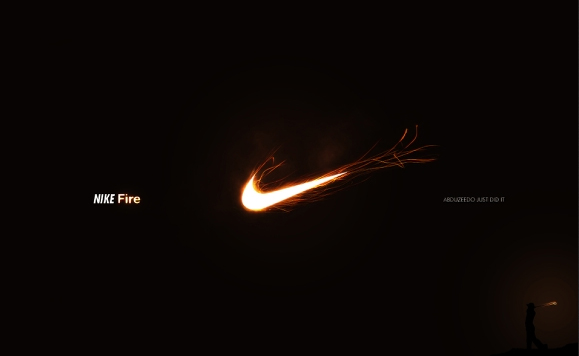 NIKE Fire
ABDUZEEDO JUST DID IT